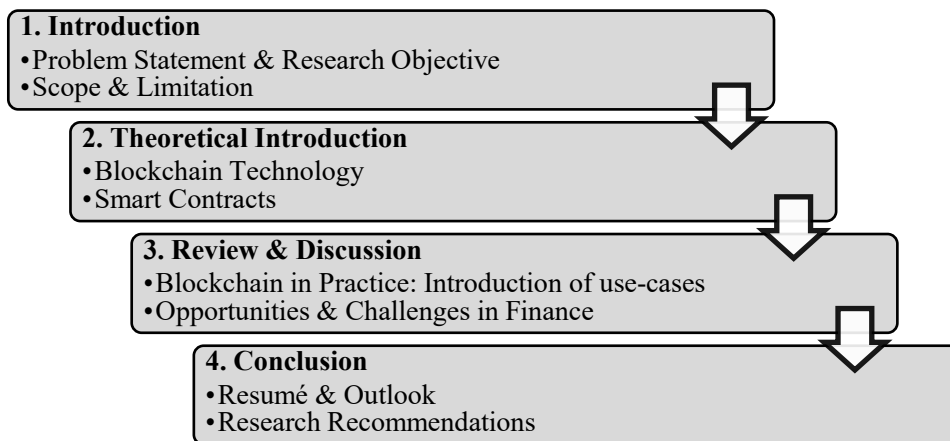 1. Introduction
•Problem Statement & Research Objective
•Scope & Limitation
2. Theoretical Introduction
•Blockchain Technology
•Smart Contracts
3. Review & Discussion
•Blockchain in Practice: Introduction of use-cases
•Opportunities & Challenges in Finance
4. Conclusion
•Resumé & Outlook
•Research Recommendations